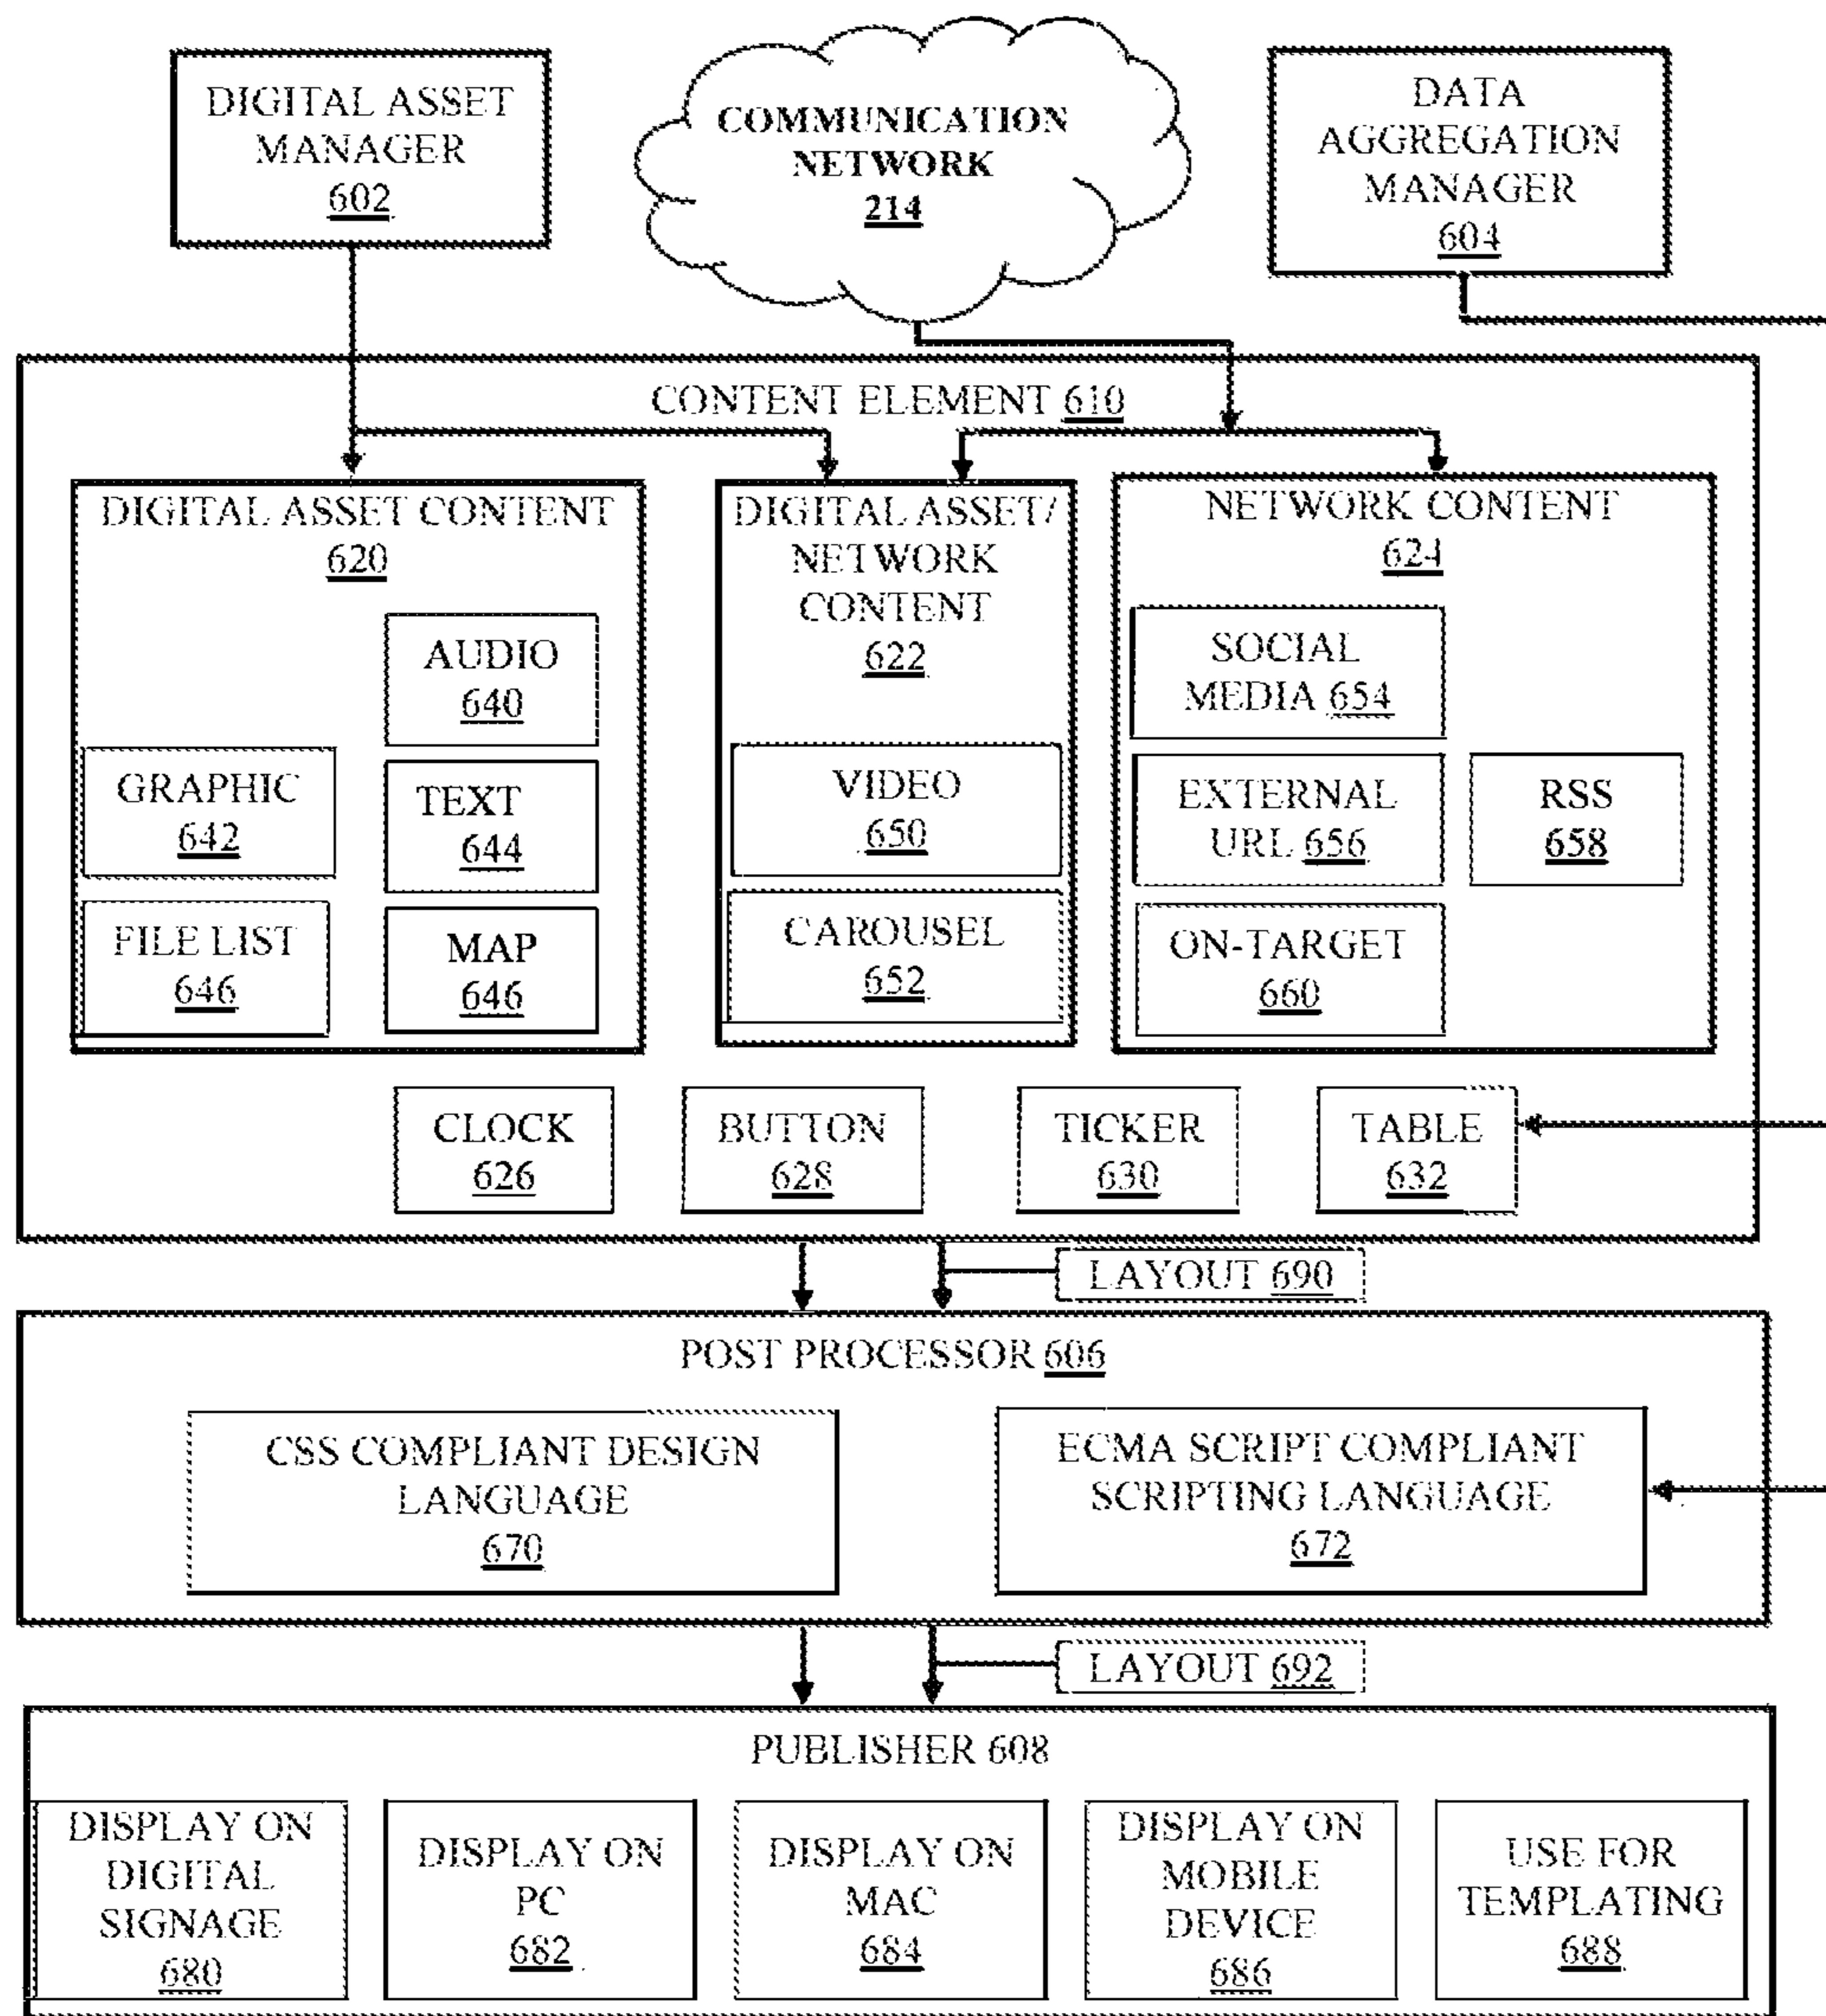 DIGITAL ASSET
MANAGER
602
COMMUNICATION
NETWORK
214
DATA
AGGREGATION
MANAGER
604
CONTENT ELEMENT 610
DIGITAL ASSET CONTENT
620
AUDIO
640
GRAPHIC
642
TEXT
644
FILE LIST
646
MAP
646
DIGITAL ASSET/
NETWORK
CONTENT
622
VIDEO
650
CAROUSEL
652
NETWORK CONTENT
624
SOCIAL
MEDIA 654
EXTERNAL
URL 656
RSS
658
ON-TARGET
660
CLOCK
626
BUTTON
628
TICKER
630
TABLE
632
LAYOUT 690
POST PROCESSOR 606
CSS COMPLIANT DESIGN
LANGUAGE
670
ECMA SCRIPT COMPLIANT
SCRIPTING LANGUAGE
672
LAYOUT 692
PUBLISHER 608
DISPLAY ON
DIGITAL
SIGNAGE
680
DISPLAY ON
PC
682
DISPLAY ON
MAC
684
DISPLAY ON
MOBILE
DEVICE
686
USE FOR
TEMPLATING
688